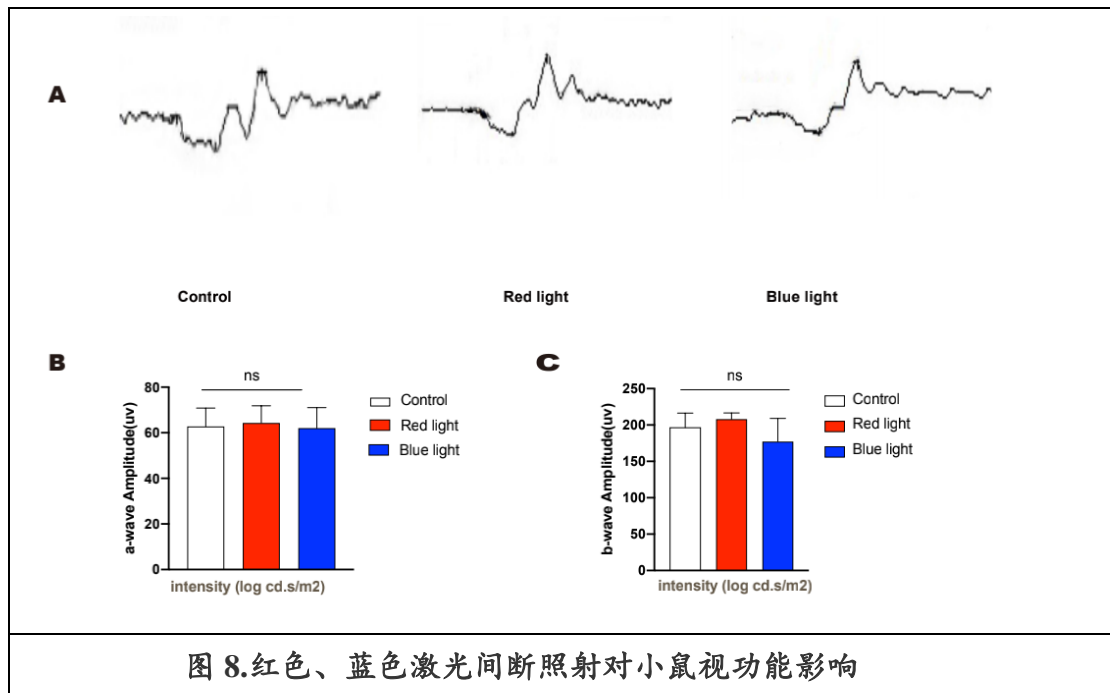 A
Control
Red light
Blue light
B
C
ns
80
60
40
20
0
a-wave Amplitude(uv)
Control
Red light
Blue light
intensity (log cd.s/m2)
ns
250
200
150
100
50
0
b-wave Amplitude(uv)
Control
Red light
Blue light
intensity (log cd.s/m2)
图 8.红色、蓝色激光间断照射对小鼠视功能影响